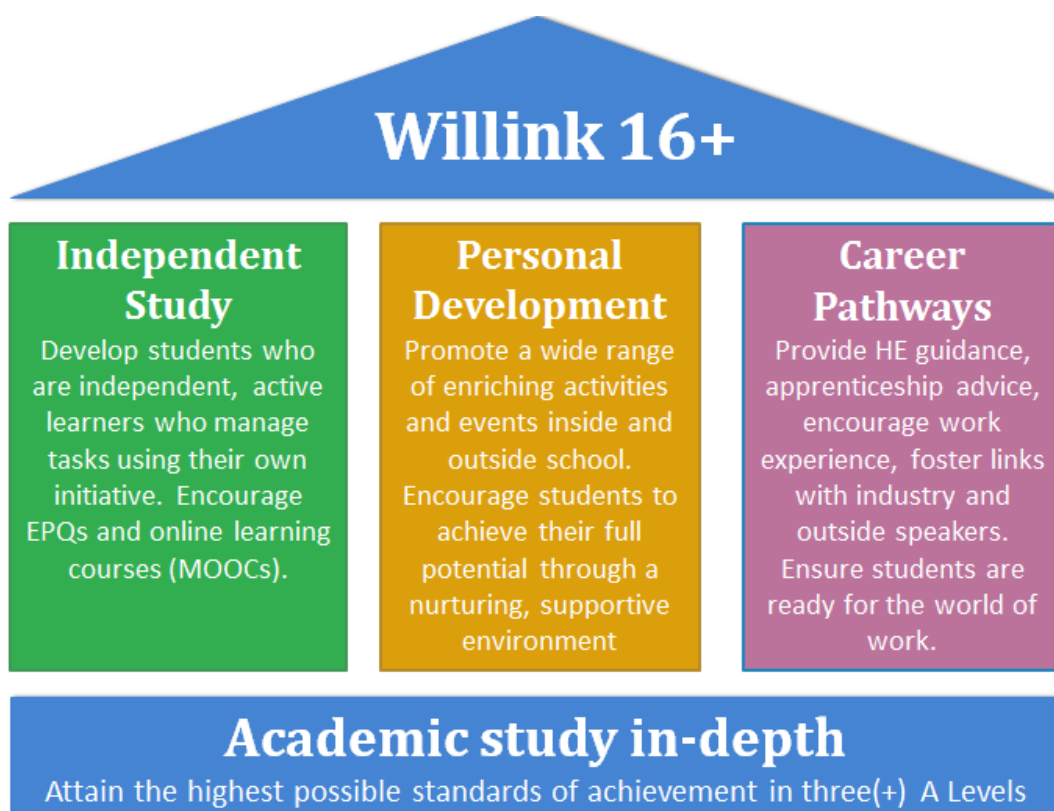 Willink 16+
Independent
Study
Develop students who
are independent, active
learners who manage
tasks using their own
initiative. Encourage
EPQs and online learning
courses (MOOCs).
Personal
Development
Promote a wide range
of enriching activities
and events inside and
outside school.
Encourage students to
achieve their full
potential through a
nurturing, supportive
environment
Career
Pathways
Provide HE guidance,
apprenticeship advice,
encourage work
experience, foster links
with industry and
outside speakers.
Ensure students are
ready for the world of
work.
Academic study in-depth
Attain the highest possible standards of achievement in three(+) A Levels